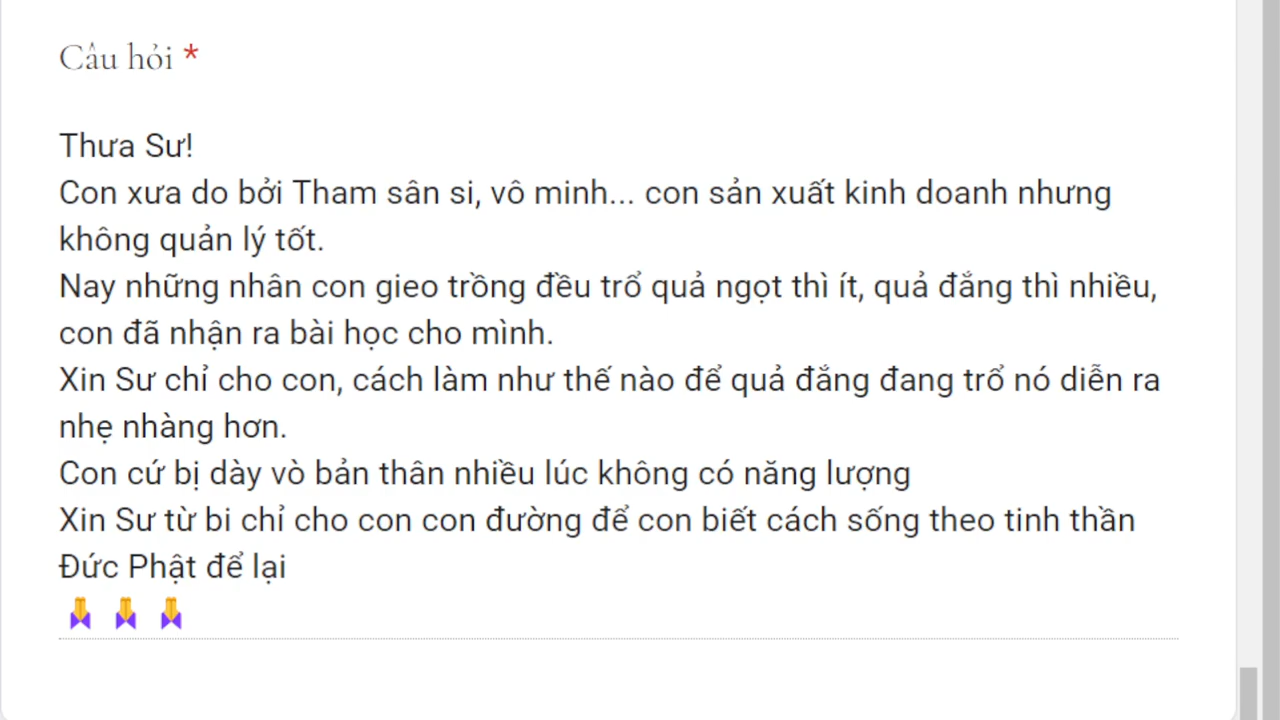 Câu hỏi *
Thưa Sư!
Con xưa do bởi Tham sân si, vô minh... con sản xuất kinh doanh nhưng
không quản lý tốt.
Nay những nhân con gieo trồng đều trổ quả ngọt thì ít, quả đắng thì nhiều,
con đã nhận ra bài học cho mình.
Xin Sư chỉ cho con, cách làm như thế nào để quả đắng đang trổ nó diễn ra
nhẹ nhàng hơn.
Con cứ bị dày vò bản thân nhiều lúc không có năng lượng
Xin Sư từ bi chỉ cho con con đường để con biết cách sống theo tinh thần
Đức Phật để lại
🙏 🙏 🙏